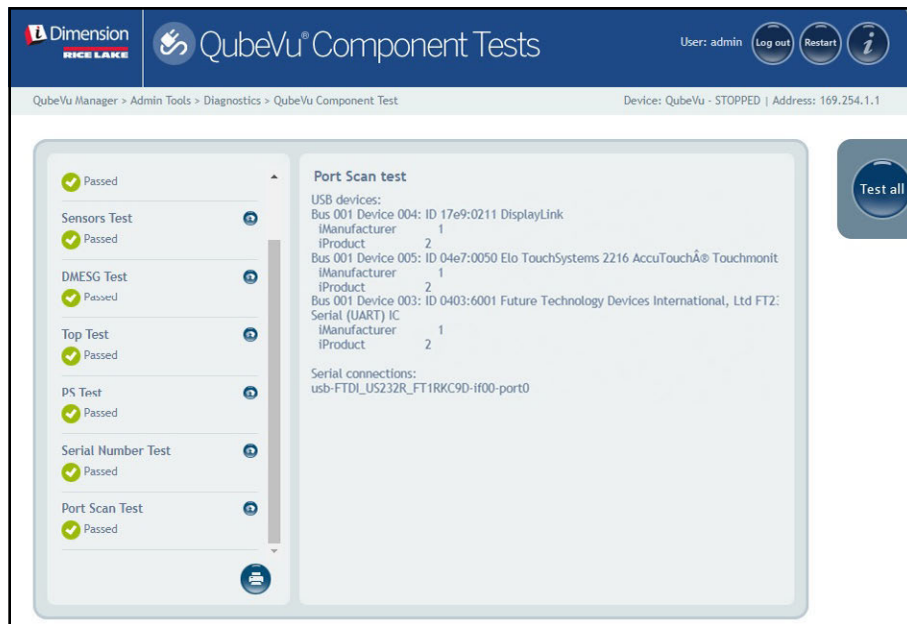 iDimension
RICE LAKE
QubeVu® Component Tests
User: admin
Log out
Restart
i
QubeVu Manager > Admin Tools > Diagnostics > QubeVu Component Test
Device: QubeVu - STOPPED | Address: 169.254.1.1
Passed
Sensors Test
Passed
DMESG Test
Passed
Top Test
Passed
PS Test
Passed
Serial Number Test
Passed
Port Scan Test
Passed
Port Scan test
USB devices:
Bus 001 Device 004: ID 17e9:0211 DisplayLink
iManufacturer 1
iProduct 2
Bus 001 Device 005: ID 04e7:0050 Elo TouchSystems 2216 AccuTouchÂ® Touchmonit
iManufacturer 1
iProduct 2
Bus 001 Device 003: ID 0403:6001 Future Technology Devices International, Ltd
Serial (UART) IC
iManufacturer 1
iProduct 2
Serial connections:
usb-FTDI_US232R_FT1RKC9D-if00-port0
Test all